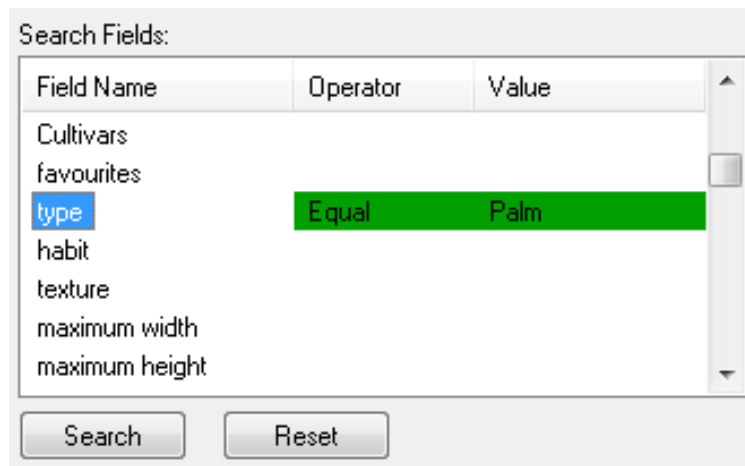 Search Fields:
Field Name Operator Value
Cultivars
favourites
type Equal Palm
habit
texture
maximum width
maximum height
Search Reset